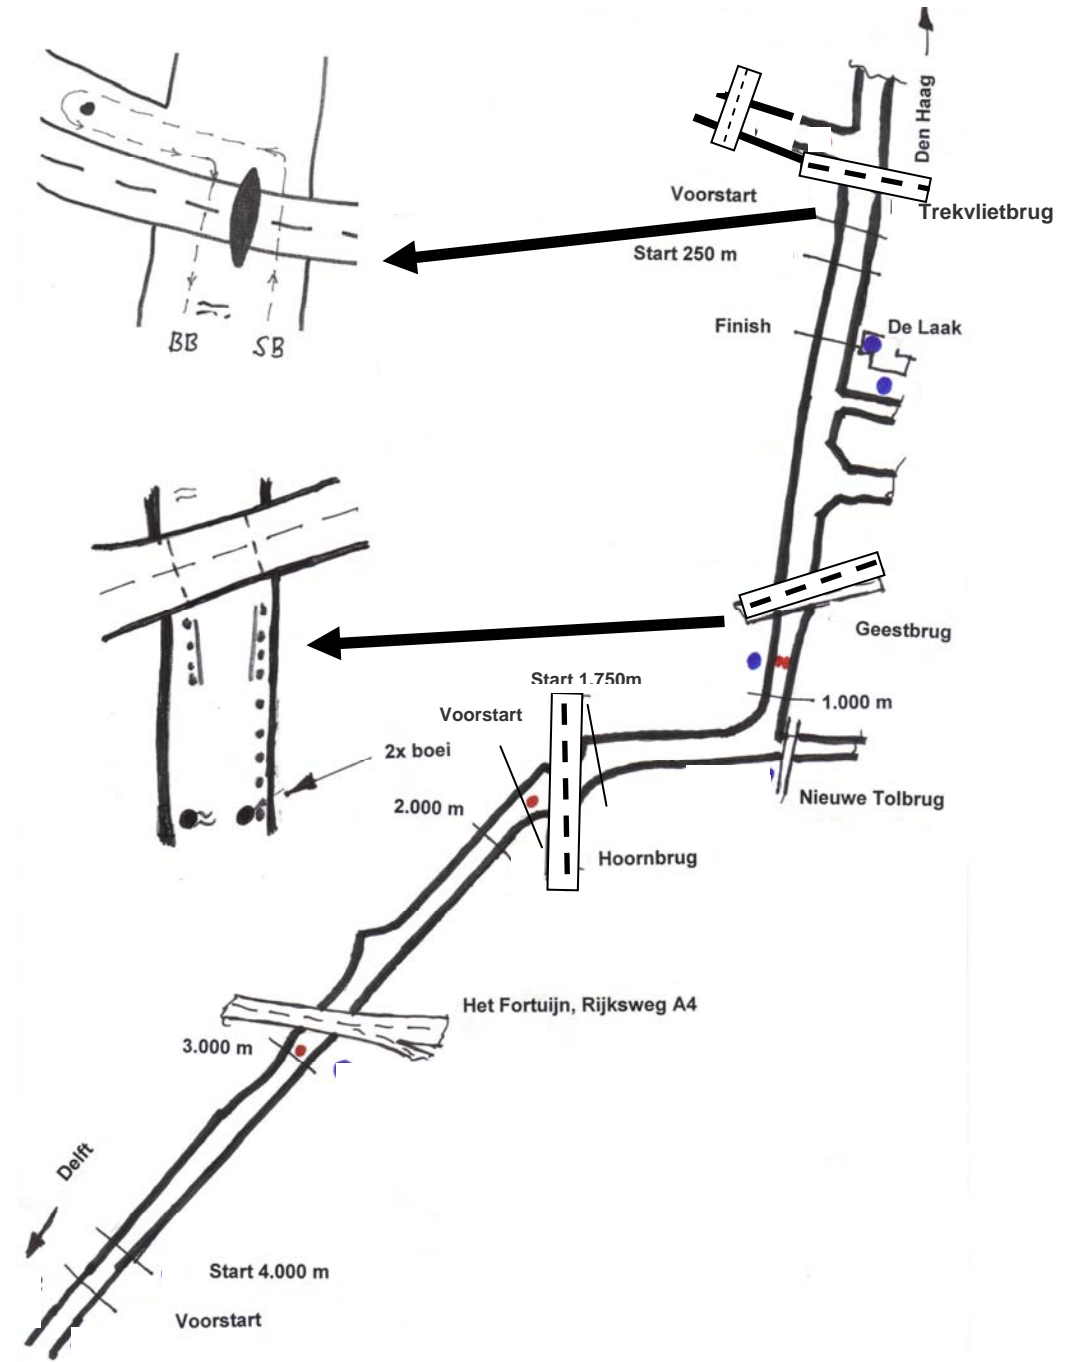 Den Haag
Voorstart
Trekvlietbrug
Start 250 m
Finish
De Laak
BB
SB
Geestbrug
Start 1.750m
1.000 m
Voorstart
2x boei
2.000 m
Nieuwe Tolbrug
Hoornbrug
Het Fortuijn, Rijksweg A4
3.000 m
Delft
Start 4.000 m
Voorstart